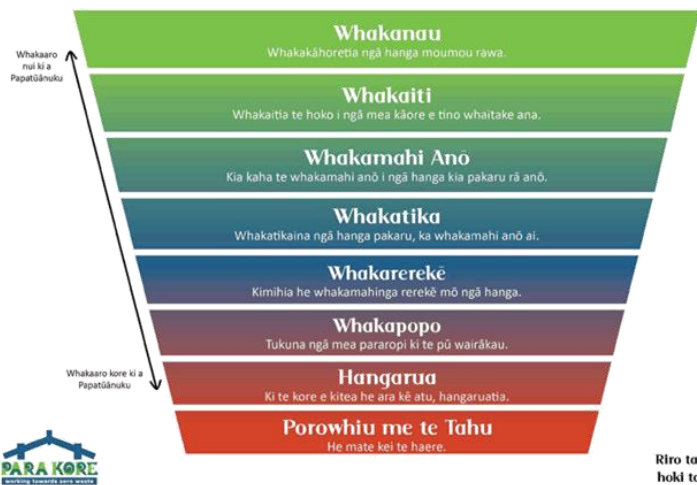 Whakaaro
nui ki a
Papatūānuku
Whakanau
Whakakāhoretia ngā hanga moumou rawa.
Whakaiti
Whakaitia te hoko i ngā mea kāore e tino whaitake ana.
Whakamahi Anō
Kia kaha te whakamahi anō i ngā hanga kia pakaru rā anō.
Whakatika
Whakatikaina ngā hanga pakaru, ka whakamahi anō ai.
Whakarerekē
Kimihia he whakamahinga rerekē mō ngā hanga.
Whakapopo
Tukuna ngā mea pararopi ki te pū wairākau.
Whakaaro kore ki a
Papatūānuku
Hangarua
Ki te kore e kitea he ara kē atu, hangaruatia.
Porowhiu me te Tahu
He mate kei te haere.
PARA KORE
working towards zero waste
Riro ta
hoki ta